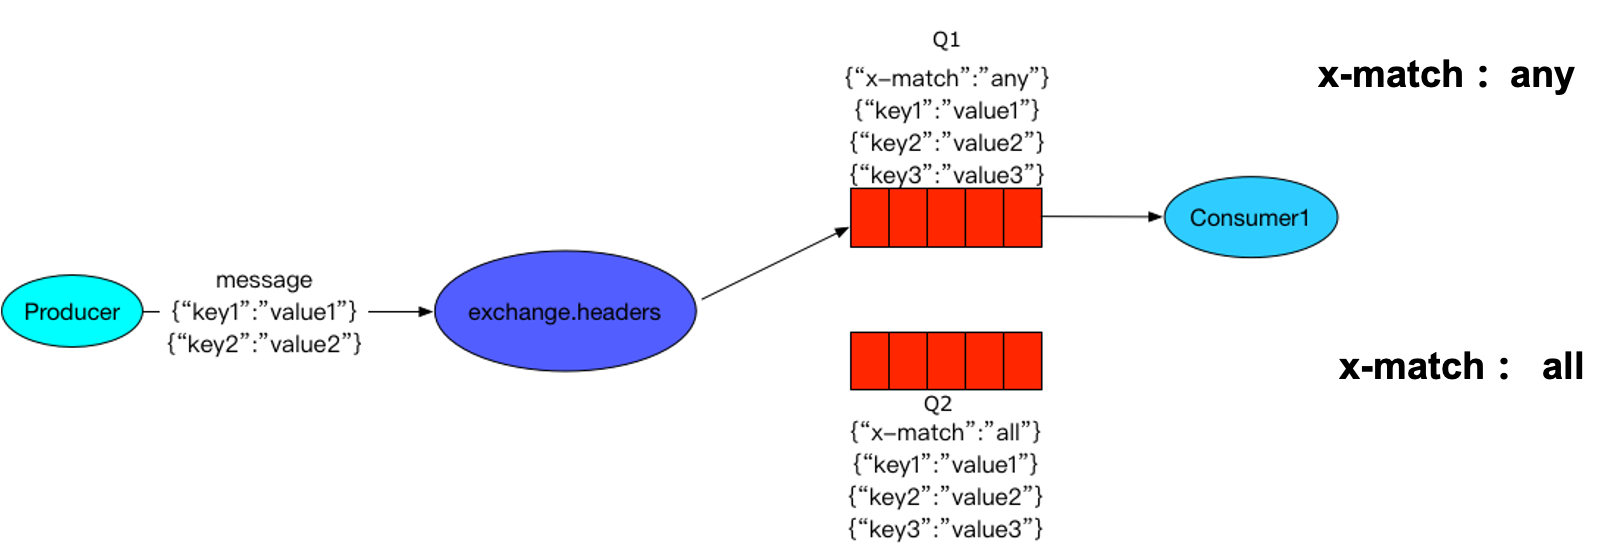 Q1
{“x-match”:”any”}
{“key1”:”value1”}
{“key2”:”value2”}
{“key3”:”value3”}
x-match： any
Consumer1
Producer
message
{“key1”:”value1”}
{“key2”:”value2”}
exchange.headers
x-match： all
Q2
{“x-match”:”all”}
{“key1”:”value1”}
{“key2”:”value2”}
{“key3”:”value3”}